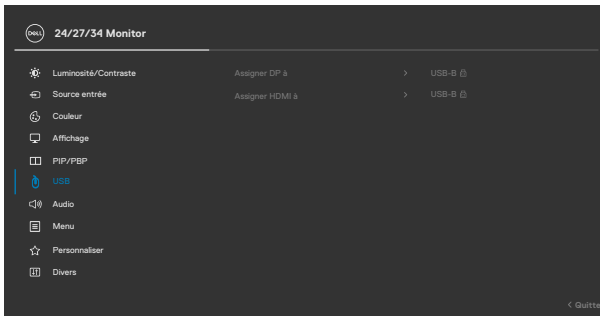 DELL 24/27/34 Monitor
Luminosité/Contraste Assigner DP à > USB-B
Source entrée Assigner HDMI à > USB-B
Couleur
Affichage
PIP/PBP
USB
Audio
Menu
Personnaliser
Divers
< Quitte